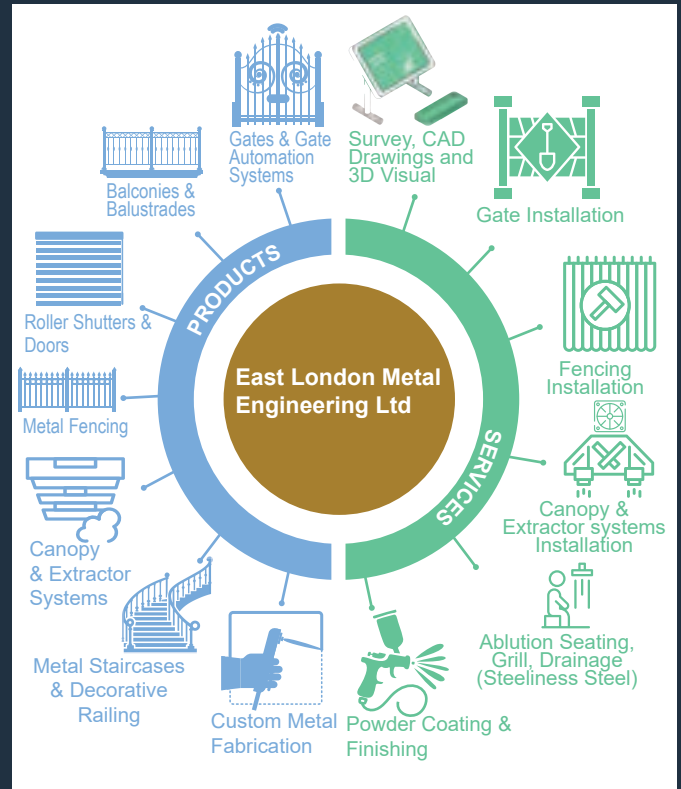 Gates & Gate
Automation
Systems
Survey, CAD
Drawings and
3D Visual
Balconies &
Balustrades
Gate Installation
Roller Shutters &
Doors
PRODUCTS
Fencing
Installation
East London Metal
Engineering Ltd
Metal Fencing
SERVICES
Canopy &
Extractor systems
Installation
Canopy
& Extractor
Systems
Ablution Seating,
Grill, Drainage
(Steeliness Steel)
Metal Staircases
& Decorative
Railing
Custom Metal
Fabrication
Powder Coating &
Finishing